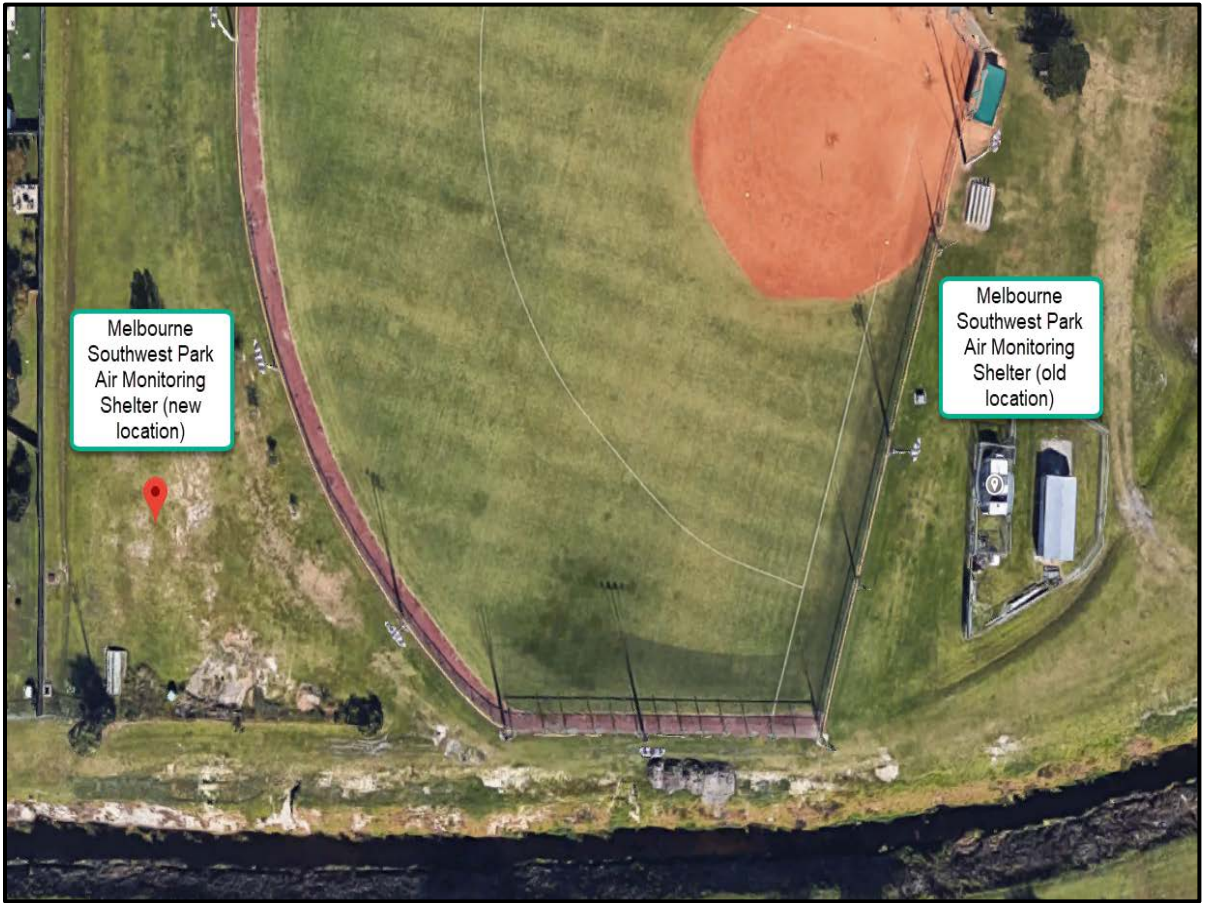 Melbourne
Southwest Park
Air Monitoring
Shelter (new
location)
Melbourne
Southwest Park
Air Monitoring
Shelter (old
location)